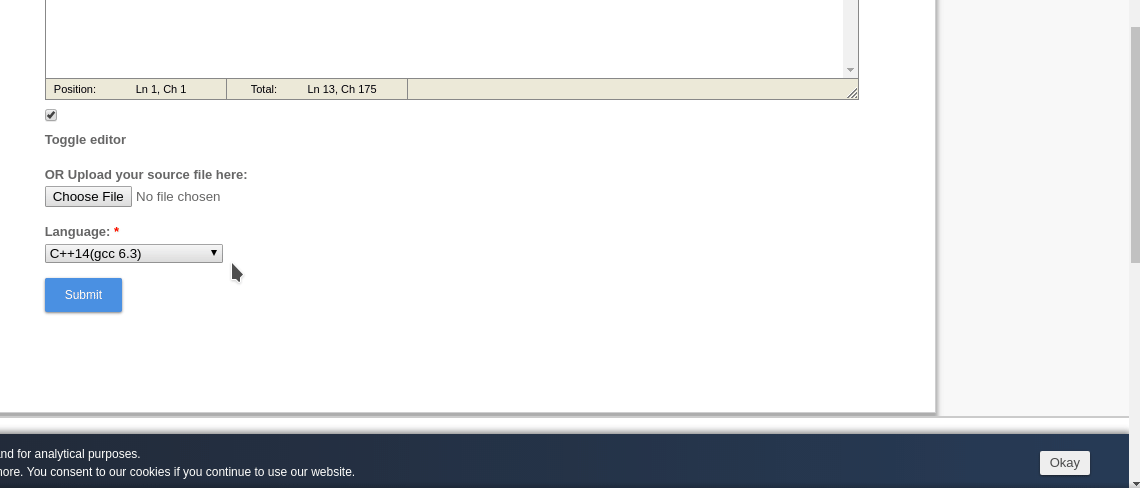 Position: Ln 1, Ch 1 Total: Ln 13, Ch 175
Toggle editor
OR Upload your source file here:
Choose File No file chosen
Language: *
C++14(gcc 6.3)
Submit
nd for analytical purposes.
ore. You consent to our cookies if you continue to use our website.
Okay